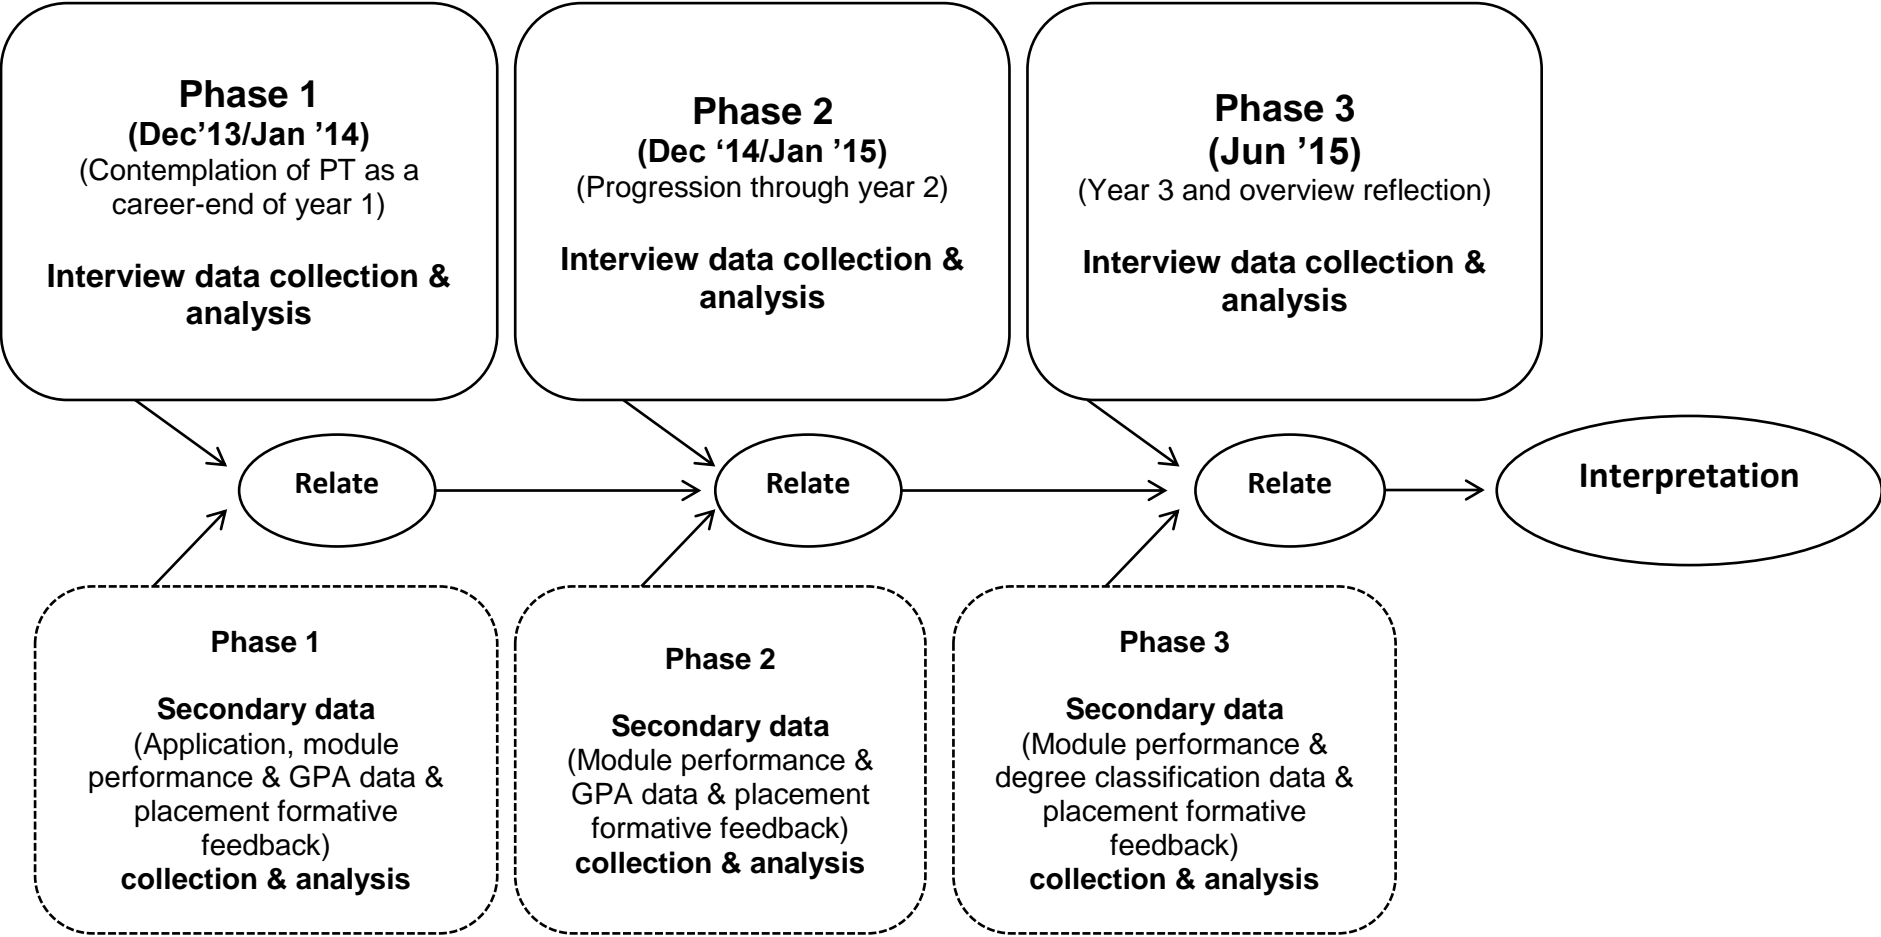 Phase 1
(Dec’13/Jan ’14)
(Contemplation of PT as a
career-end of year 1)
Interview data collection &
analysis
Phase 2
(Dec ‘14/Jan ’15)
(Progression through year 2)
Interview data collection &
analysis
Phase 3
(Jun ’15)
(Year 3 and overview reflection)
Interview data collection &
analysis
Relate
Relate
Relate
Interpretation
Phase 1
Secondary data
(Application, module
performance & GPA data &
placement formative
feedback)
collection & analysis
Phase 2
Secondary data
(Module performance &
GPA data & placement
formative feedback)
collection & analysis
Phase 3
Secondary data
(Module performance &
degree classification data &
placement formative
feedback)
collection & analysis